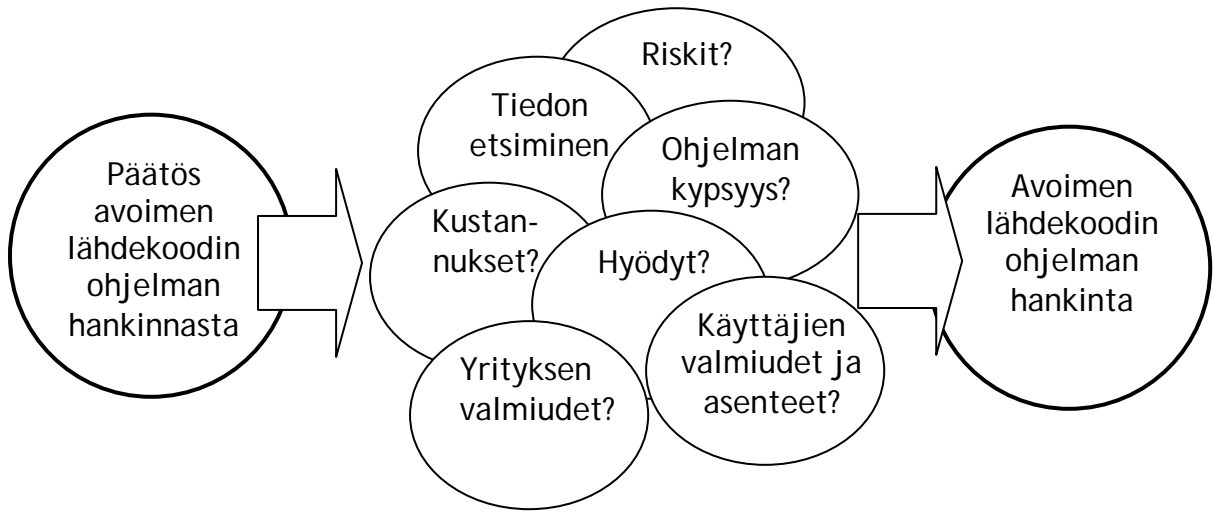 Päätös
avoimen
lähdekoodin
ohjelman
hankinnasta
Riskit?
Tiedon
etsiminen
Ohjelman
kypsyys?
Kustan-
nukset?
Hyödyt?
Yrityksen
valmiudet?
Käyttäjien
valmiudet ja
asenteet?
Avoimen
lähdekoodin
ohjelman
hankinta